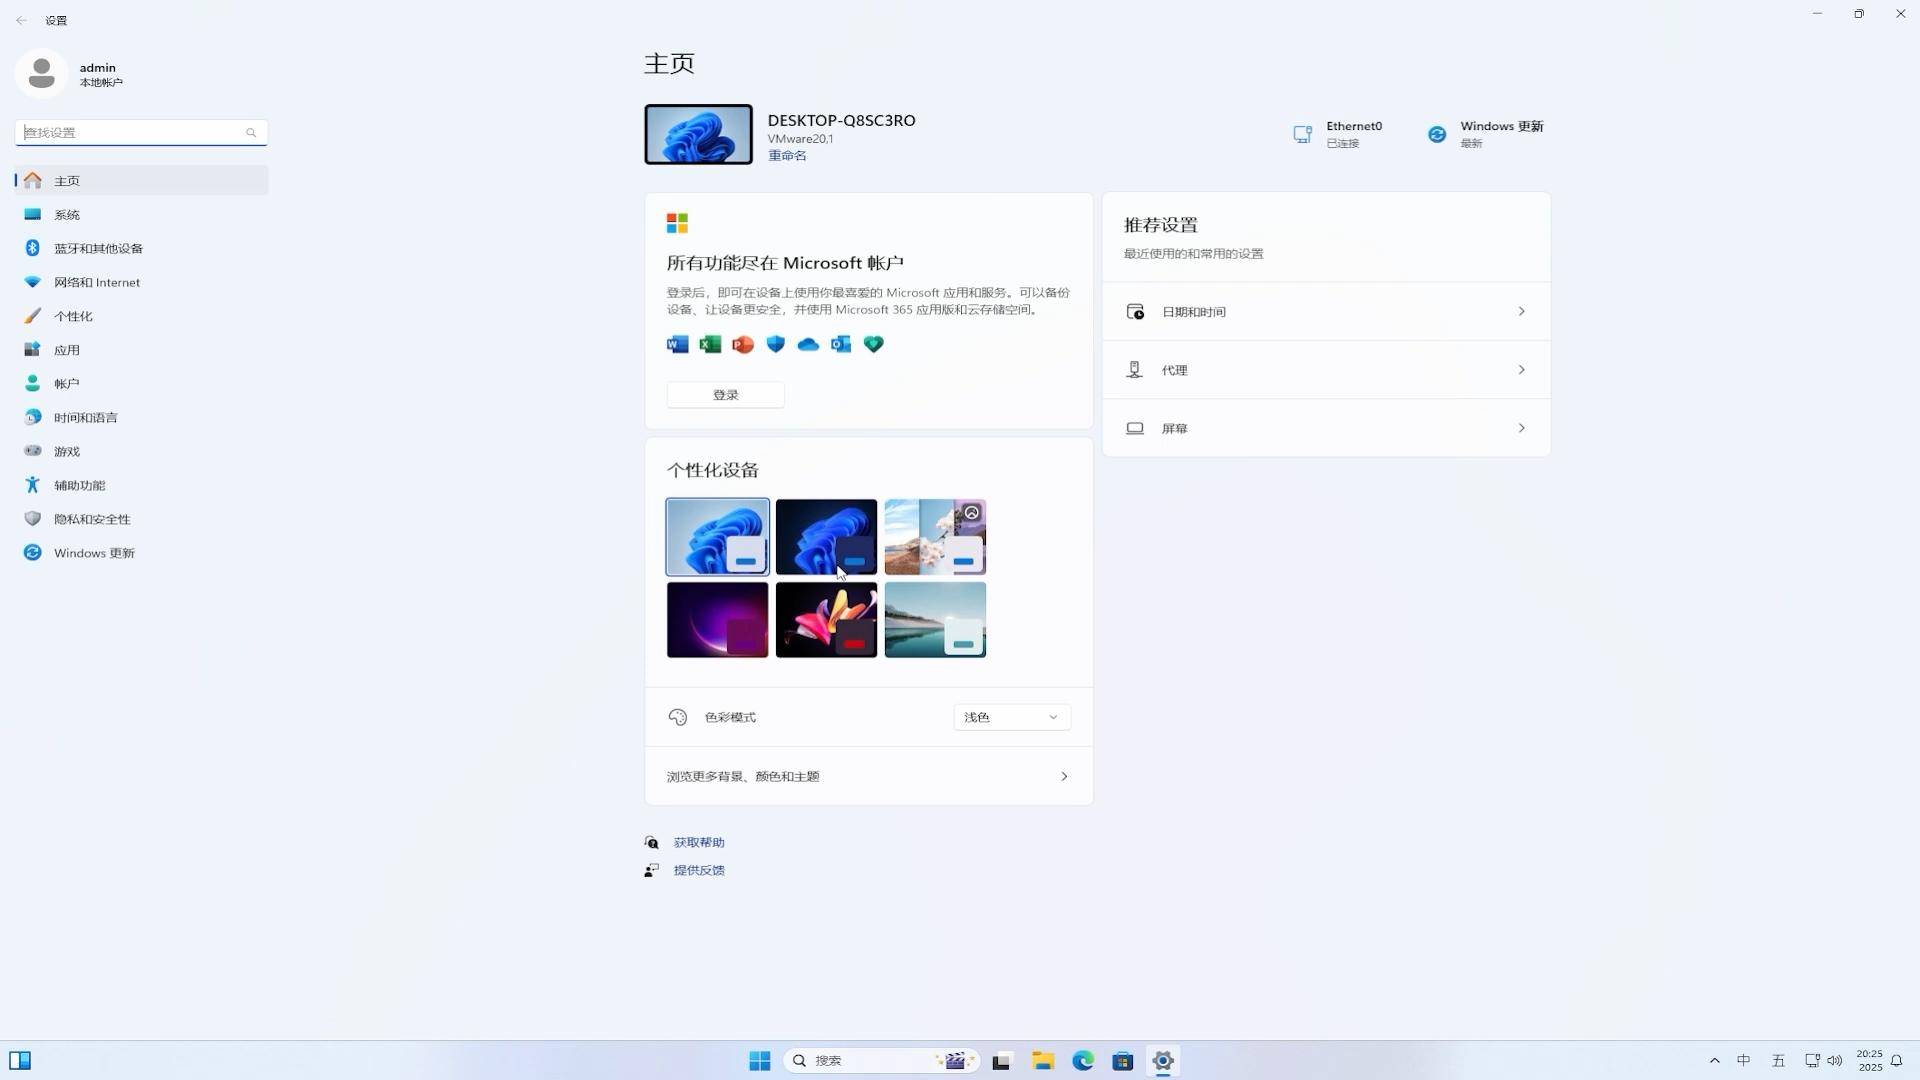 设置
admin
本地帐户
查找设置
主页
系统
蓝牙和其他设备
网络和 Internet
个性化
应用
帐户
时间和语言
游戏
辅助功能
隐私和安全性
Windows 更新
主页
DESKTOP-Q8SC3RO
VMware20,1
重命名
Ethernet0
已连接
Windows 更新
最新
所有功能尽在 Microsoft 帐户
登录后，即可在设备上使用你最喜爱的 Microsoft 应用和服务。可以备份
设备、让设备更安全，并使用 Microsoft 365 应用版和云存储空间。
登录
推荐设置
最近使用的和常用的设置
日期和时间
代理
屏幕
个性化设备
色彩模式
浅色
浏览更多背景、颜色和主题
获取帮助
提供反馈
搜索
中
五
20:25
2025